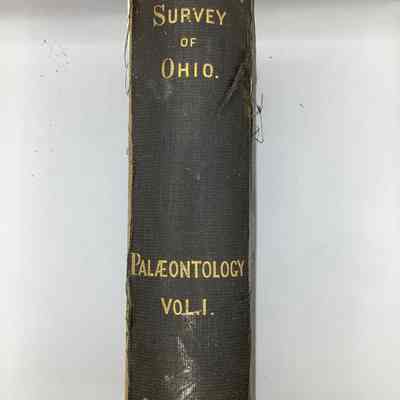 SURVEY
OF
OHIO.
PALÆONTOLOGY
VOL. I.